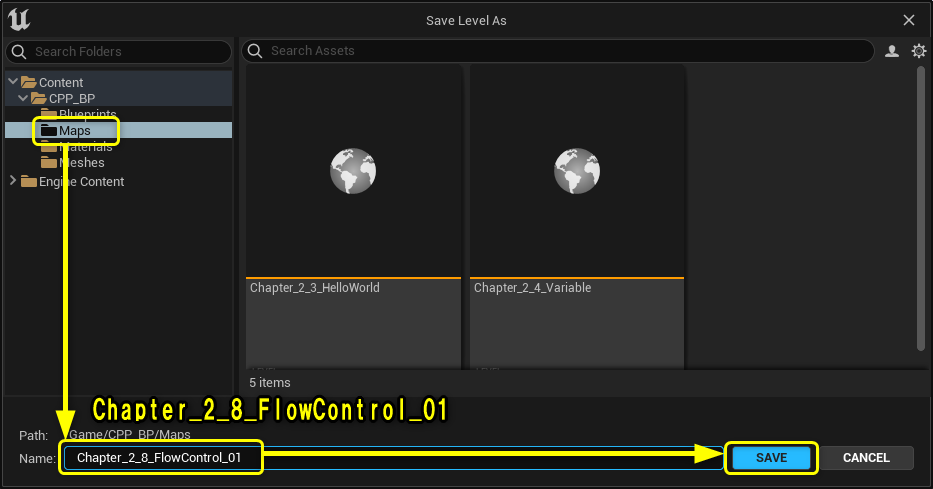 Save Level As
Search Folders
Search Assets
Content
CPP_BP
Blueprints
Maps
Materials
Meshes
Engine Content
Chapter_2_3_HelloWorld
Chapter_2_4_Variable
5 items
Chapter_2_8_FlowControl_01
Path: /Game/CPP_BP/Maps
Name: Chapter_2_8_FlowControl_01
SAVE
CANCEL